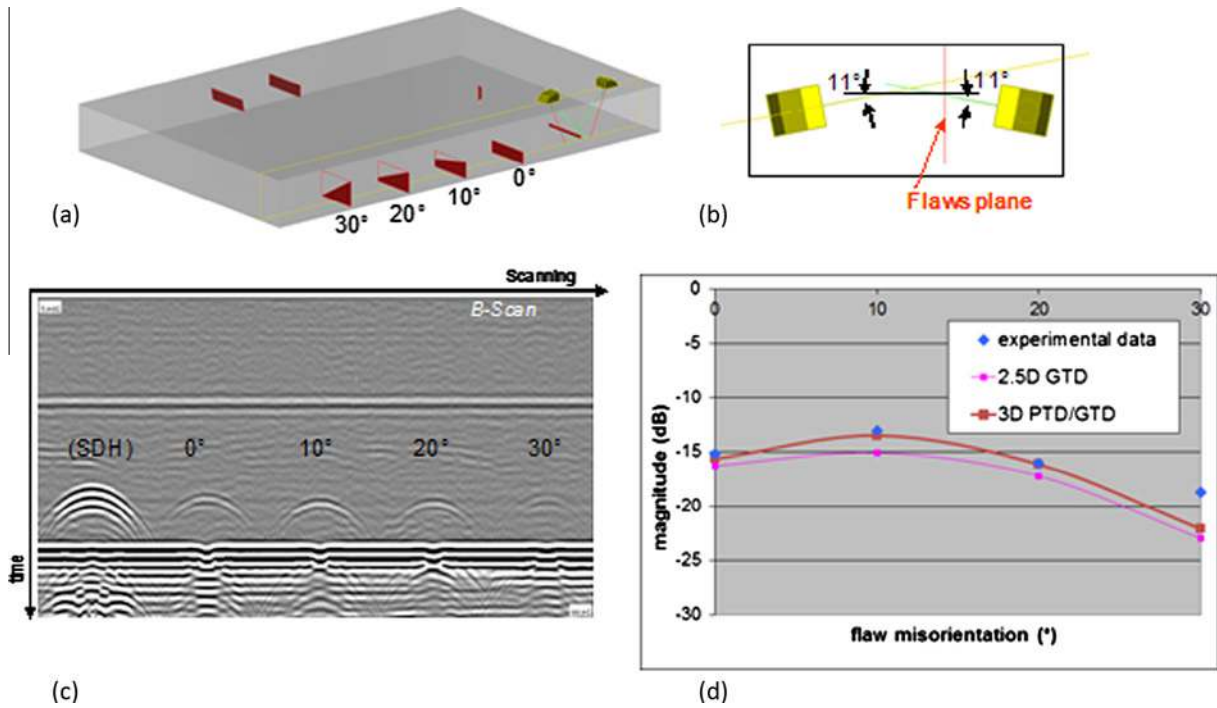 30°
20°
10°
0°
(a)
11°
11°
Flaws plane
(b)
Scanning
B-Scan
(SDH)
0°
10°
20°
30°
time
(c)
0
-5
-10
-15
-20
-25
-30
0
10
20
30
experimental data
2.5D GTD
3D PTD/GTD
magnitude (dB)
flaw misorientation (°)
(d)